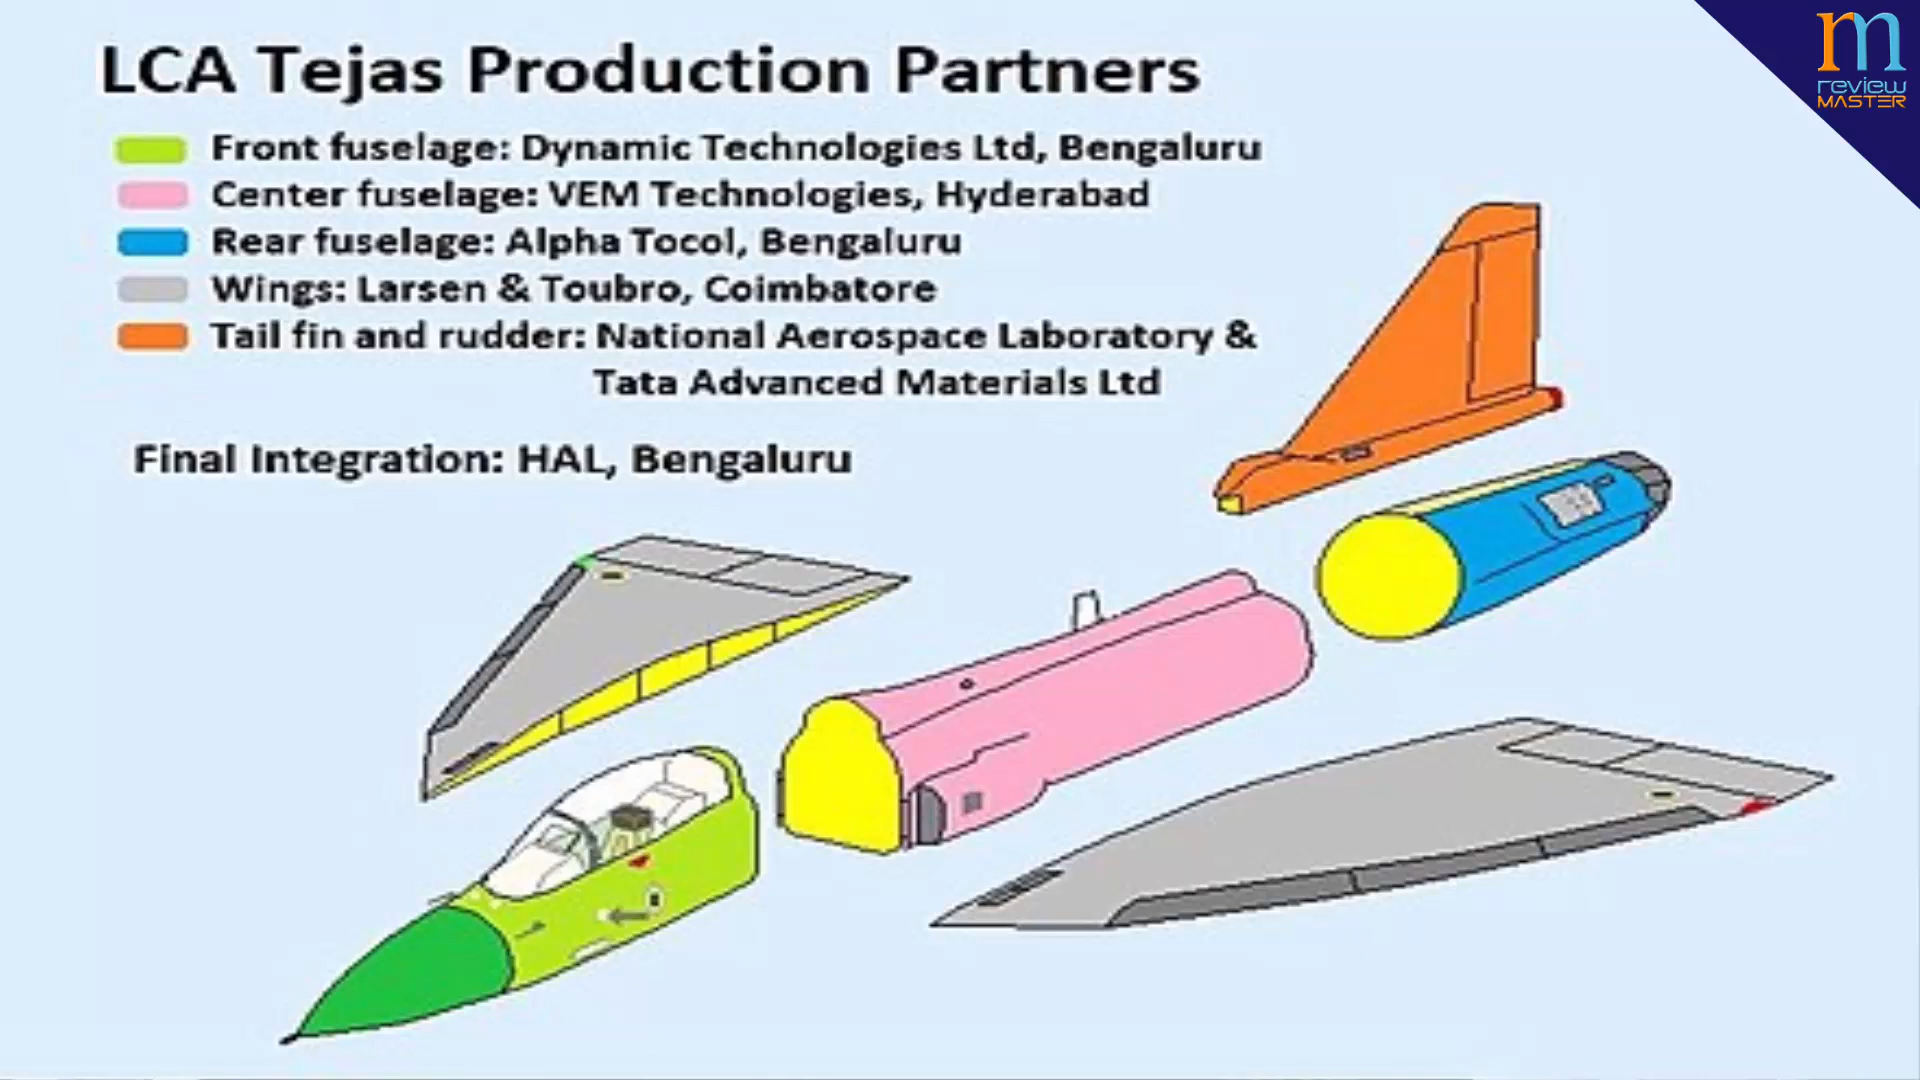 LCA Tejas Production Partners
Front fuselage: Dynamic Technologies Ltd, Bengaluru
Center fuselage: VEM Technologies, Hyderabad
Rear fuselage: Alpha Tocol, Bengaluru
Wings: Larsen & Toubro, Coimbatore
Tail fin and rudder: National Aerospace Laboratory &
Tata Advanced Materials Ltd
Final Integration: HAL, Bengaluru
rm
review
MASTER